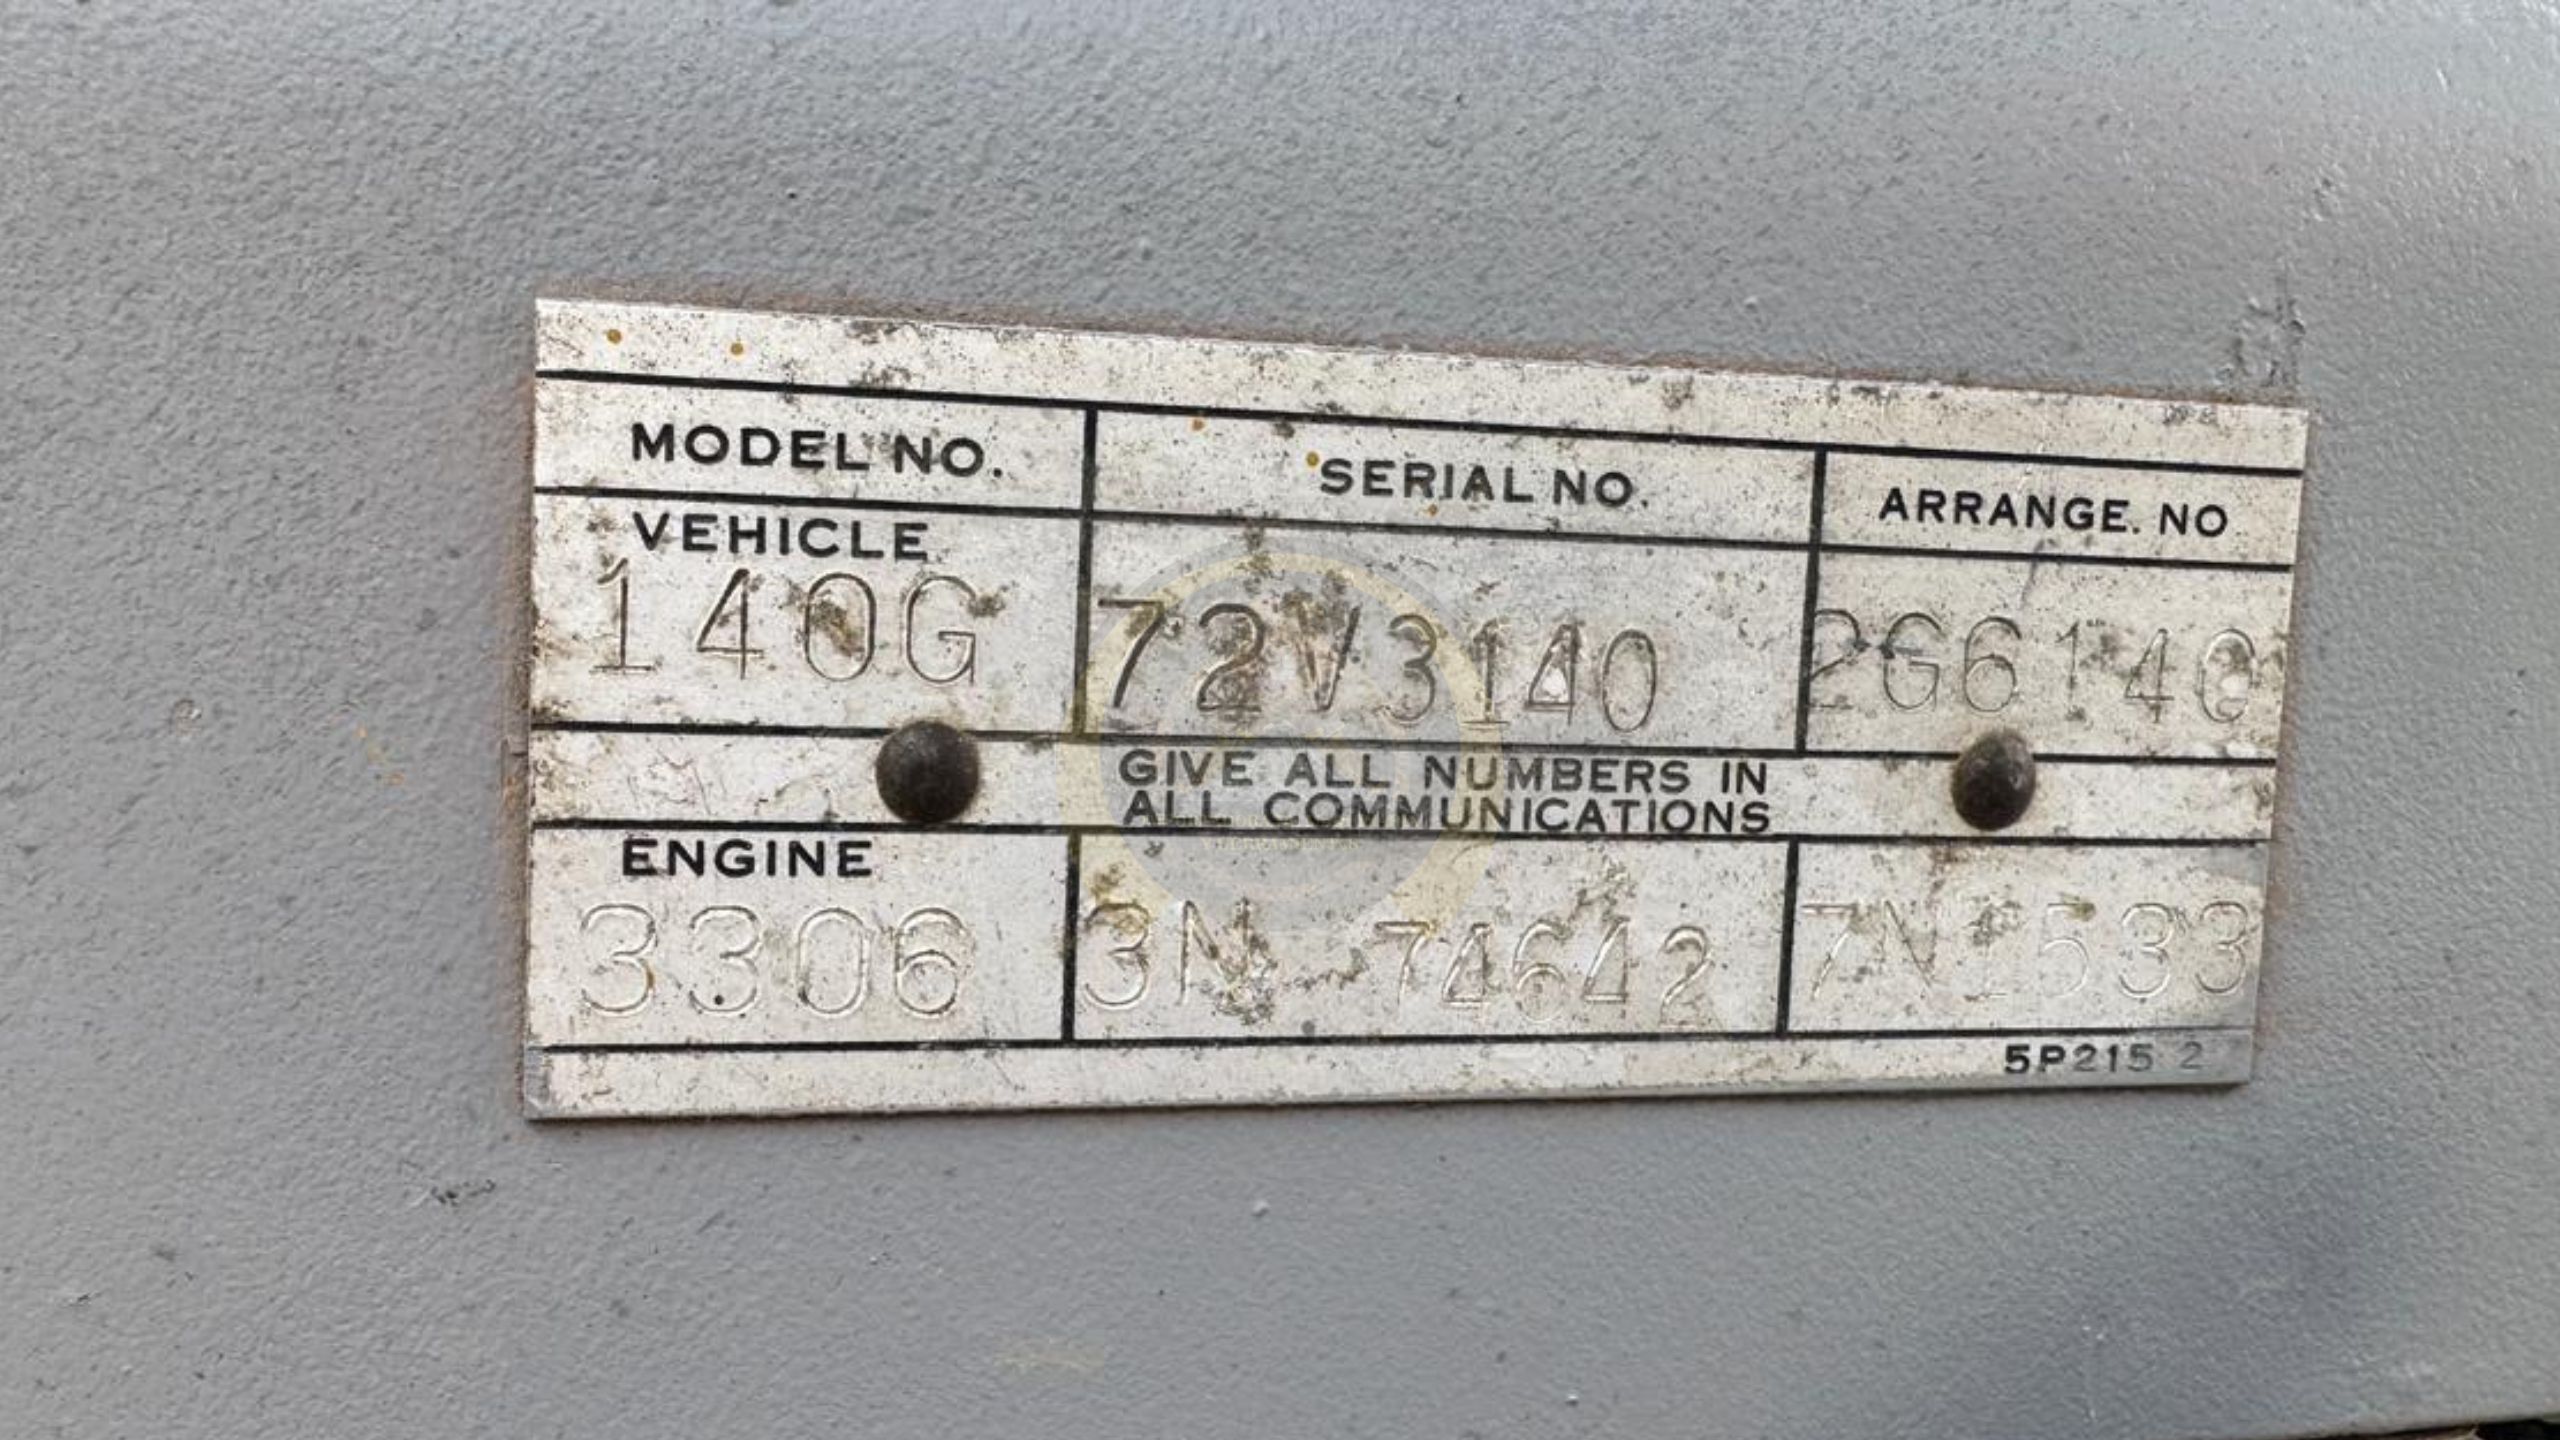 MODEL NO. SERIAL NO. ARRANGE. NO
VEHICLE
140G 72V3140 2G6140
GIVE ALL NUMBERS IN
ALL COMMUNICATIONS
ENGINE
3306 3N 74642 7N1533
5P215 2